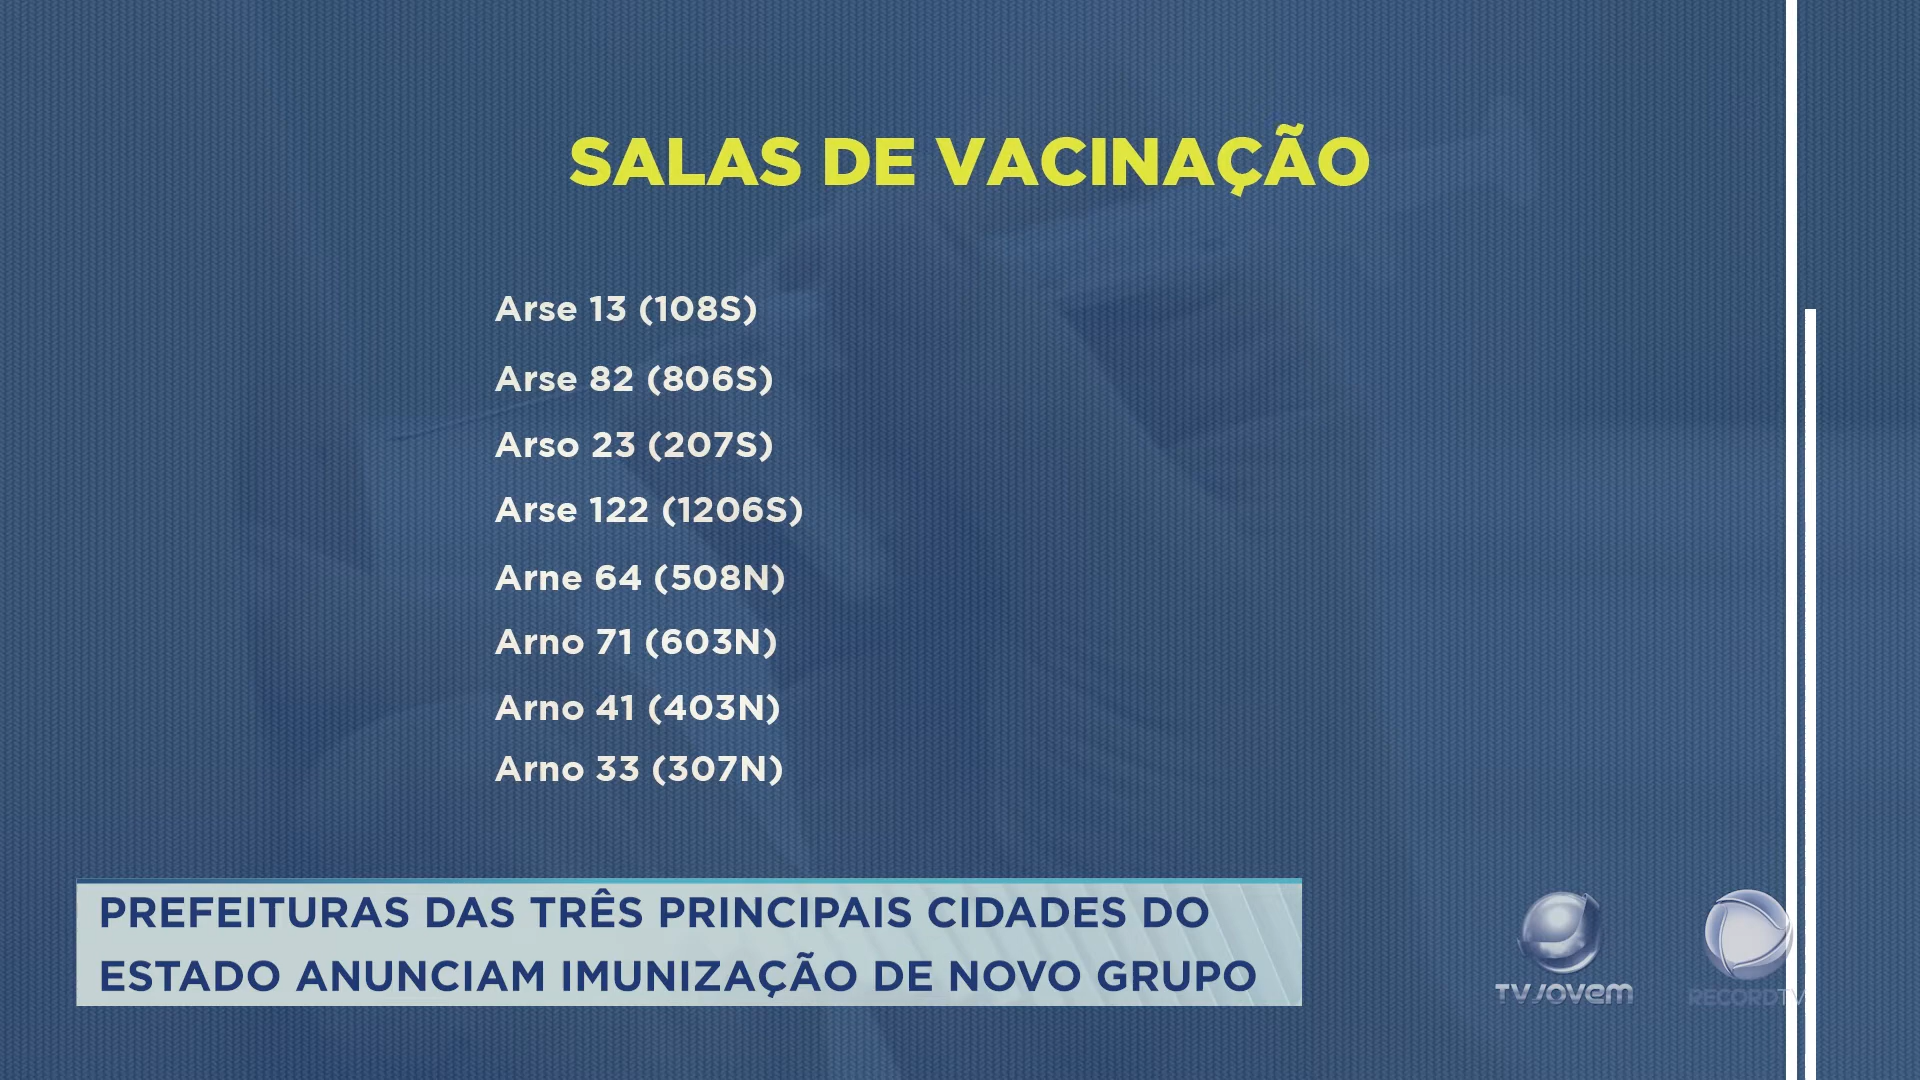 SALAS DE VACINAÇÃO
Arse 13 (108S)
Arse 82 (806S)
Arso 23 (207S)
Arse 122 (1206S)
Arne 64 (508N)
Arno 71 (603N)
Arno 41 (403N)
Arno 33 (307N)
PREFEITURAS DAS TRÊS PRINCIPAIS CIDADES DO
ESTADO ANUNCIAM IMUNIZAÇÃO DE NOVO GRUPO
TV JOVEM
RECORDTV